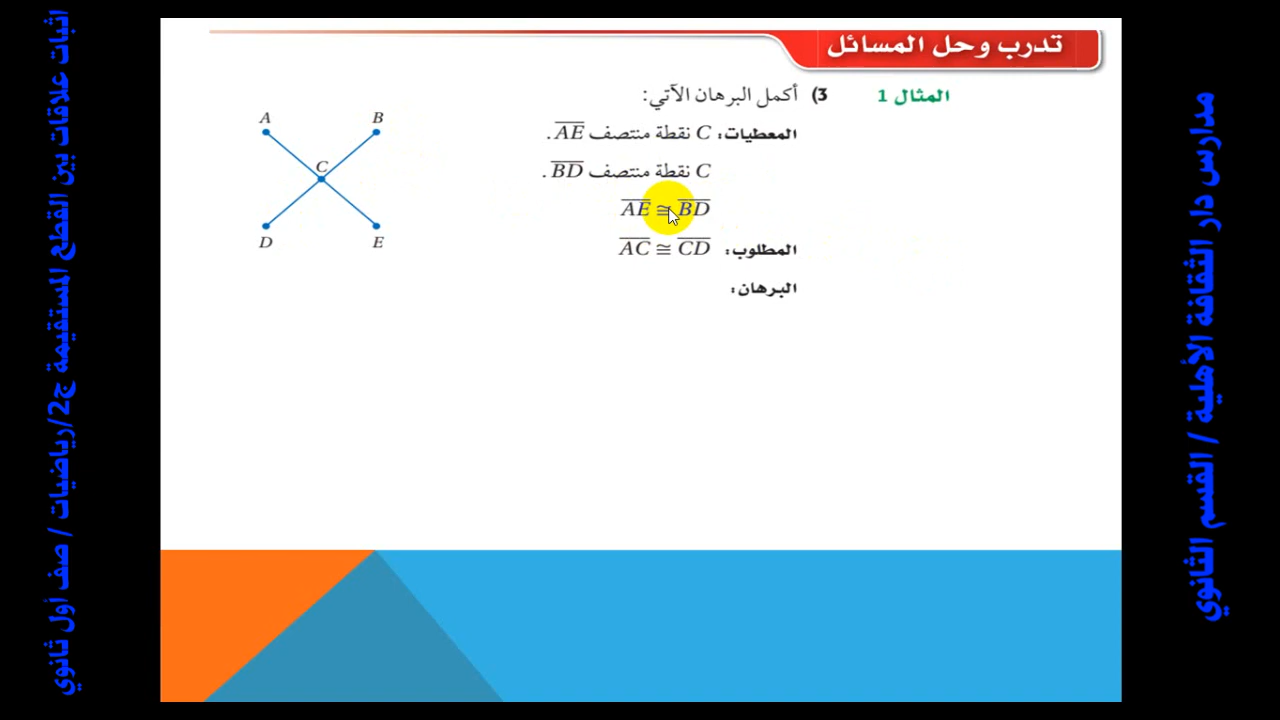 تدرب وحل المسائل
المثال 1
3) أكمل البرهان الآتي:
المعطيات: C نقطة منتصف AE.
C نقطة منتصف BD.
AE ≅ BD
المطلوب: AC ≅ CD
البرهان:
A
B
C
D
E
مدارس دار الثقافة الأهلية / القسم الثانوي
اثبات علاقات بين القطع المستقيمة ج2/رياضيات / صف أول ثانوي